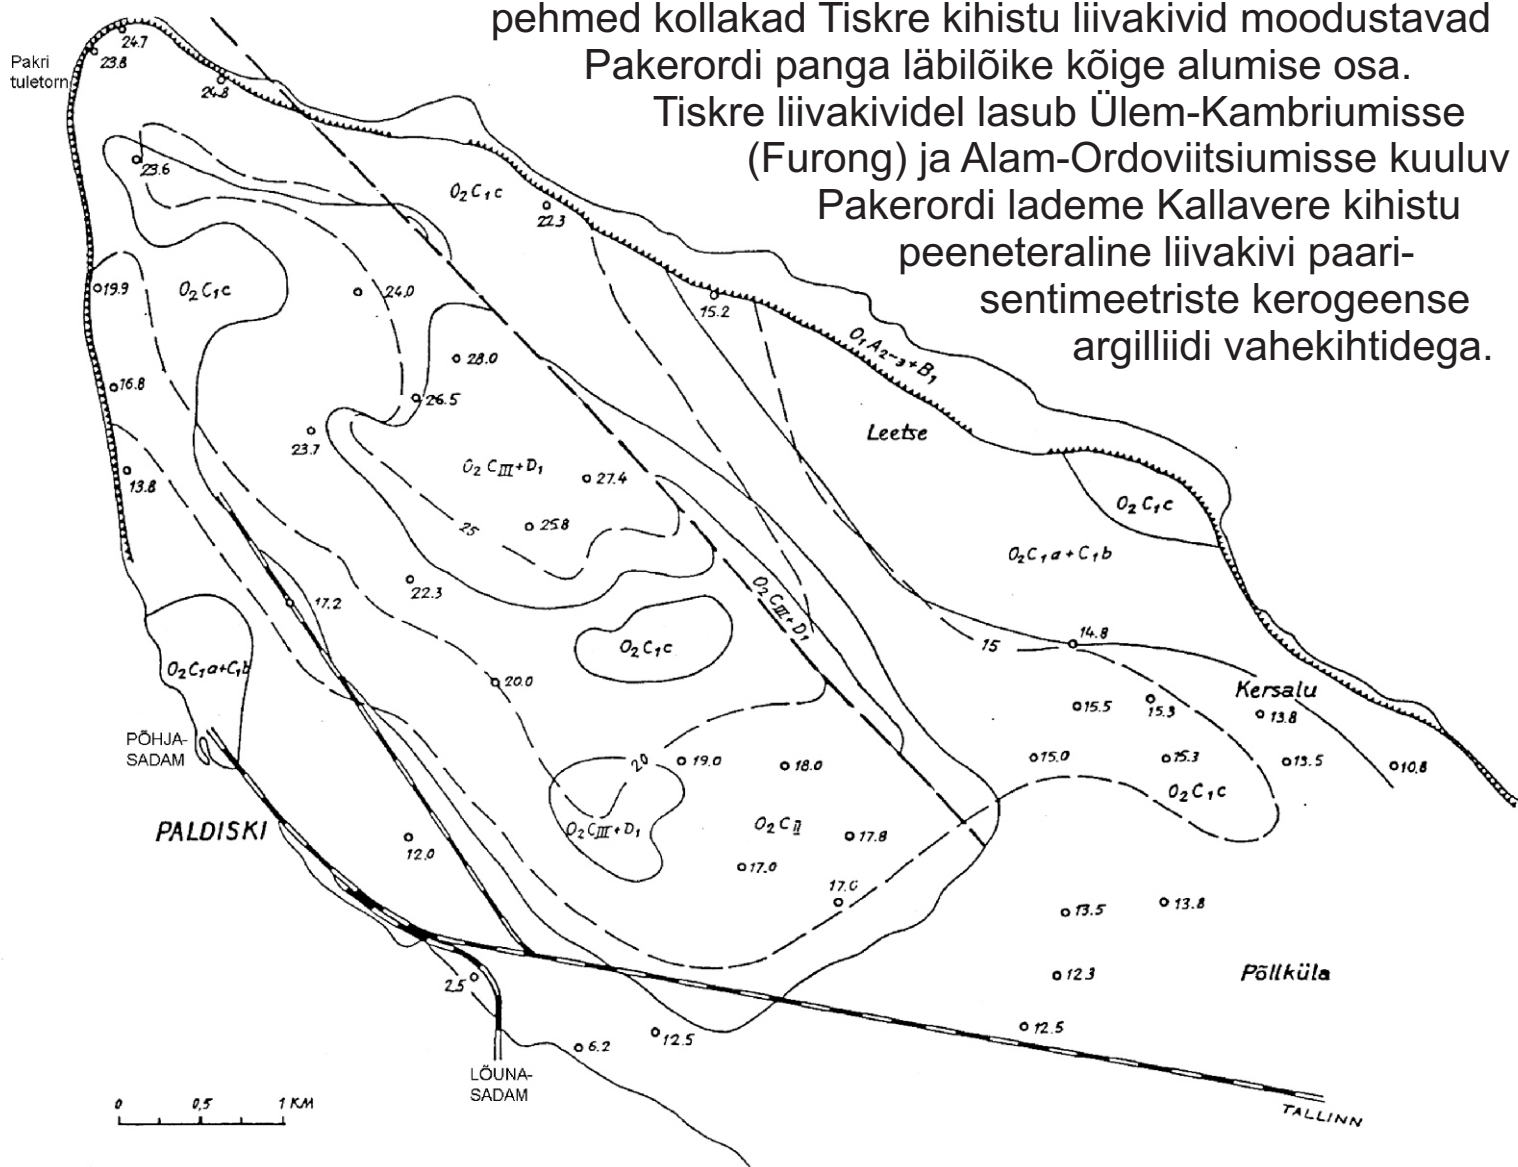 pehmed kollakad Tiskre kihistu liivakivid moodustavad
Pakerordi panga läbilõike kõige alumise osa.
Tiskre liivakividel lasub Ülem-Kambriumisse
(Furong) ja Alam-Ordoviitsiumisse kuuluv
Pakerordi lademe Kallavere kihistu
peeneteraline liivakivi paari-
sentimeetriste kerogeense
argilliidi vahekihtidega.
Pakri
tuletorn
24.7
23.8
24.8
23.6
O₂C₁c
22.3
19.9
O₂C₁c
24.0
15.2
O₁A₂₋₃+B₁
28.0
16.8
26.5
Leetse
23.7
O₂C_III+D₁
27.4
13.8
O₂C₁c
25
25.8
O₂C₁a+C₁b
22.3
17.2
O₂C_III+D₁
O₂C₁c
14.8
15
O₂C₁a+C₁b
20.0
Kersalu
15.5
15.3
13.8
PÕHJA-
SADAM
20
19.0
18.0
15.0
15.3
13.5
10.8
O₂C₁c
PALDISKI
O₂C_III+D₁
O₂C_II
17.8
12.0
17.0
17.0
13.5
13.8
2.5
12.3
Põllküla
12.5
6.2
12.5
LÕUNA-
SADAM
0 0,5 1 KM
TALLINN